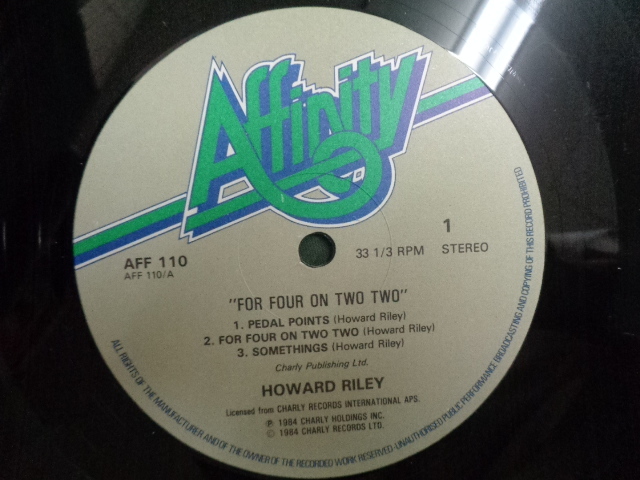 Affinity
AFF 110
AFF 110/A
33 1/3 RPM
1
STEREO
"FOR FOUR ON TWO TWO"
1. PEDAL POINTS (Howard Riley)
2. FOR FOUR ON TWO TWO (Howard Riley)
3. SOMETHINGS (Howard Riley)
Charly Publishing Ltd.
HOWARD RILEY
Licensed from CHARLY RECORDS INTERNATIONAL APS.
℗ 1984 CHARLY HOLDINGS INC.
© 1984 CHARLY RECORDS LTD.
ALL RIGHTS OF THE MANUFACTURER AND OF THE OWNER OF THE RECORDED WORK RESERVED-UNAUTHORISED PUBLIC PERFORMANCE BROADCASTING AND COPYING OF THIS RECORD PROHIBITED